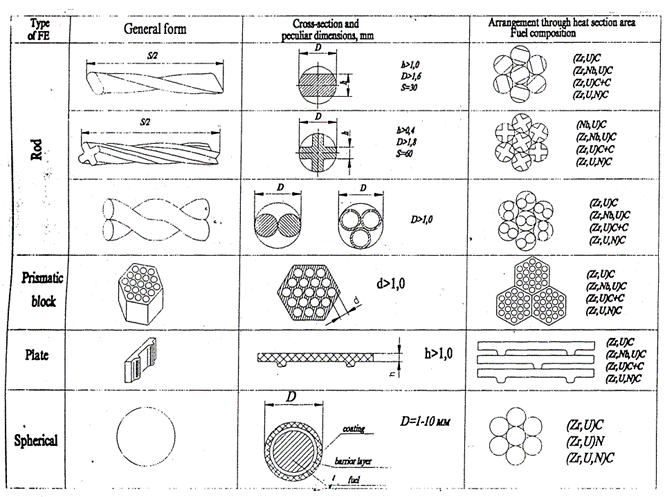 Type of FE
General form
Cross-section and peculiar dimensions, mm
Arrangement through heat section area
Fuel composition
Rod
S/2
D
h
h>1,0
D>1,6
S=30
(Zr,U)C
(Zr,Nb,U)C
(Zr,U)C+C
(Zr,U,N)C
S/2
D
h
h>0,4
D>1,8
S=60
(Nb,U)C
(Zr,Nb,U)C
(Zr,U)C+C
(Zr,U,N)C
D
D
D>1,0
(Zr,U)C
(Zr,Nb,U)C
(Zr,U)C+C
(Zr,U,N)C
Prismatic block
d
d>1,0
(Zr,U)C
(Zr,Nb,U)C
(Zr,U)C+C
(Zr,U,N)C
Plate
h
h>1,0
(Zr,U)C
(Zr,Nb,U)C
(Zr,U)C+C
(Zr,U,N)C
Spherical
D
coating
barrier layer
fuel
D=1-10 мм
(Zr,U)C
(Zr,U)N
(Zr,U,N)C